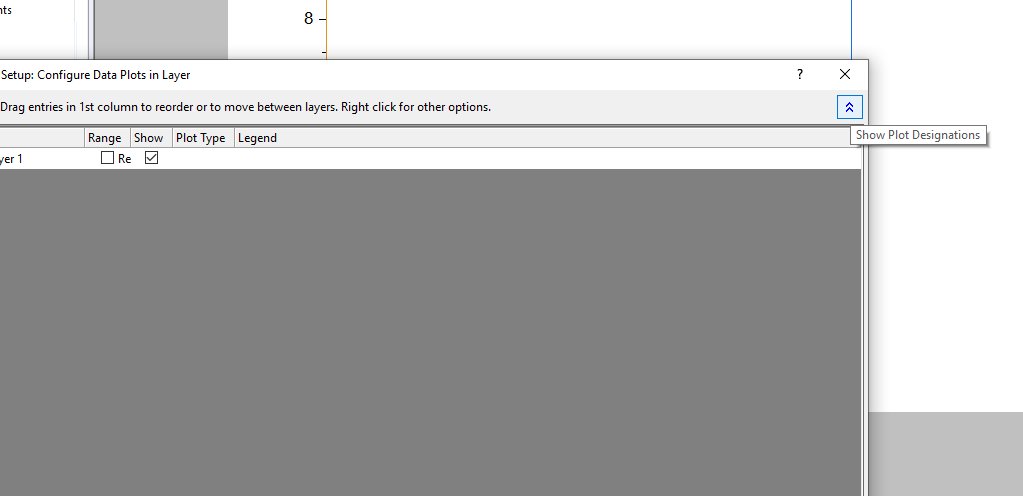 nts
8
Setup: Configure Data Plots in Layer
?
Drag entries in 1st column to reorder or to move between layers. Right click for other options.
Show Plot Designations
Range Show Plot Type Legend
yer 1 Re